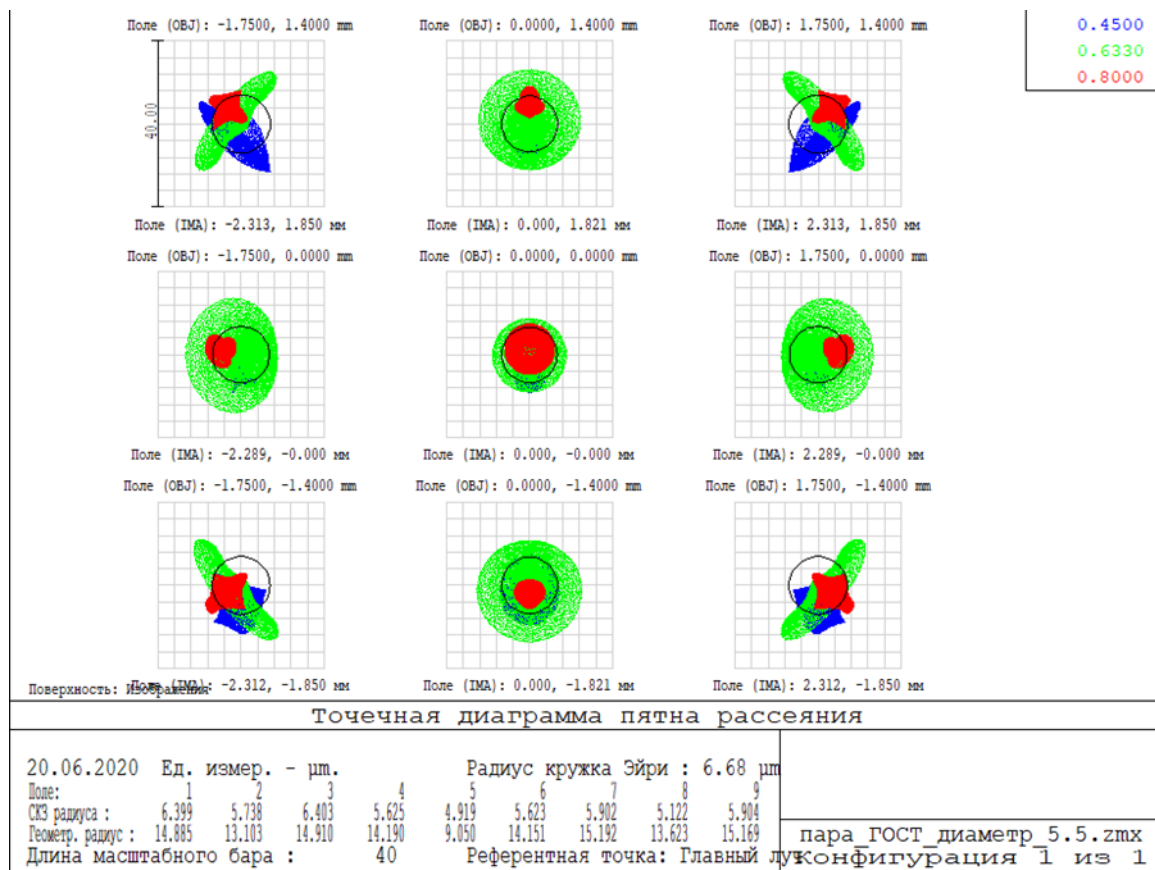 Поле (OBJ): -1.7500, 1.4000 mm
Поле (OBJ): 0.0000, 1.4000 mm
Поле (OBJ): 1.7500, 1.4000 mm
0.4500
0.6330
0.8000
40.00
Поле (IMA): -2.313, 1.850 мм
Поле (IMA): 0.000, 1.821 мм
Поле (IMA): 2.313, 1.850 мм
Поле (OBJ): -1.7500, 0.0000 mm
Поле (OBJ): 0.0000, 0.0000 mm
Поле (OBJ): 1.7500, 0.0000 mm
Поле (IMA): -2.289, -0.000 мм
Поле (IMA): 0.000, -0.000 мм
Поле (IMA): 2.289, -0.000 мм
Поле (OBJ): -1.7500, -1.4000 mm
Поле (OBJ): 0.0000, -1.4000 mm
Поле (OBJ): 1.7500, -1.4000 mm
Поле (IMA): -2.312, -1.850 мм
Поле (IMA): 0.000, -1.821 мм
Поле (IMA): 2.312, -1.850 мм
Поверхность: Изображения
Точечная диаграмма пятна рассеяния
20.06.2020 Ед. измер. - µm. Радиус кружка Эйри : 6.68 µm
Поле: 1 2 3 4 5 6 7 8 9
СКЗ радиуса : 6.399 5.738 6.403 5.625 4.919 5.623 5.902 5.122 5.904
Геометр. радиус : 14.885 13.103 14.910 14.190 9.050 14.151 15.192 13.623 15.169
Длина масштабного бара : 40 Референтная точка: Главный луч
пара_ГОСТ_диаметр_5.5.zmx
Конфигурация 1 из 1